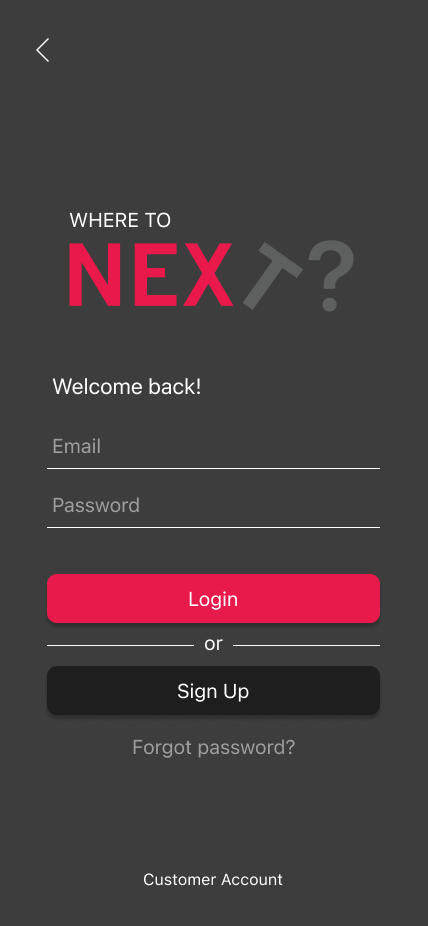 WHERE TO
NEXT?
Welcome back!
Email
Password
Login
or
Sign Up
Forgot password?
Customer Account